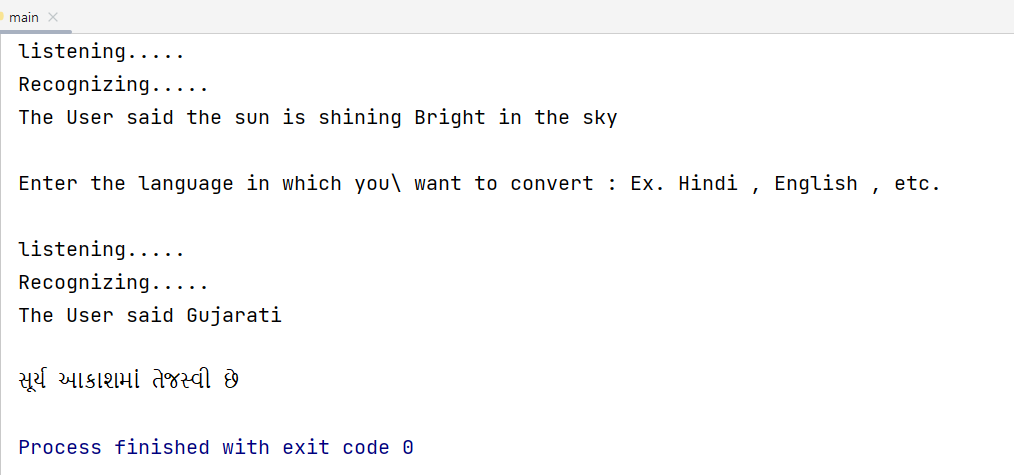 main
listening.....
Recognizing.....
The User said the sun is shining Bright in the sky
Enter the language in which you\ want to convert : Ex. Hindi , English , etc.
listening.....
Recognizing.....
The User said Gujarati
સૂર્ય આકાશમાં તેજસ્વી છે
Process finished with exit code 0